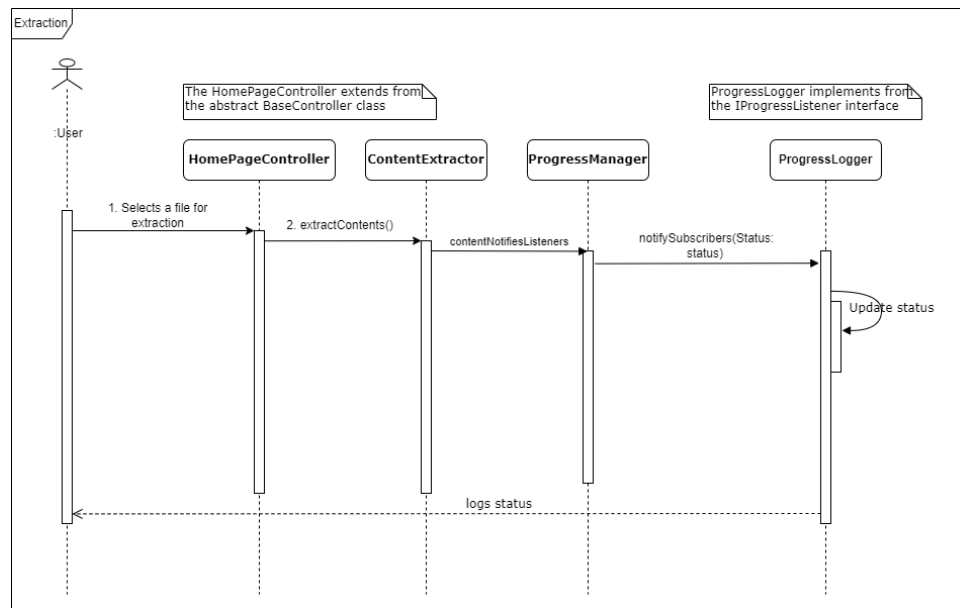 Extraction
The HomePageController extends from
the abstract BaseController class
ProgressLogger implements from
the IProgressListener interface
:User
HomePageController
ContentExtractor
ProgressManager
ProgressLogger
1. Selects a file for
extraction
2. extractContents()
contentNotifiesListeners
notifySubscribers(Status:
status)
Update status
logs status